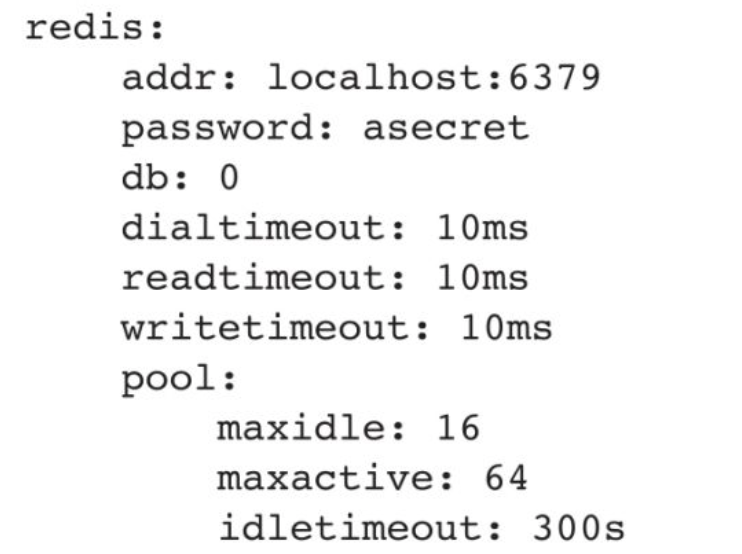 redis:
    addr: localhost:6379
    password: asecret
    db: 0
    dialtimeout: 10ms
    readtimeout: 10ms
    writetimeout: 10ms
    pool:
        maxidle: 16
        maxactive: 64
        idletimeout: 300s